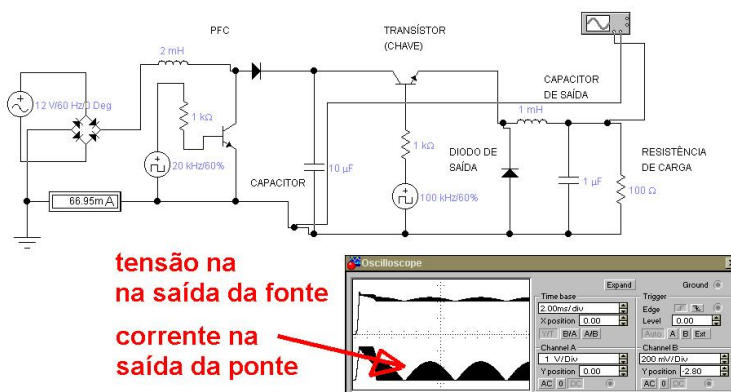 PFC
TRANSÍSTOR
(CHAVE)
2 mH
CAPACITOR
DE SAÍDA
12 V/60 Hz/0 Deg
1 kΩ
1 mH
1kΩ
DIODO DE
SAÍDA
RESISTÊNCIA
DE CARGA
20 kHz/60%
CAPACITOR
10 µF
100 kHz/60%
1 µF
100 Ω
66.95m A
tensão na
na saída da fonte
corrente na
saída da ponte
Oscilloscope
Expand
Ground
Time base
2.00ms/div
X position 0.00
Y/T B/A A/B
Trigger
Edge
Level 0.00
Auto A B Ext
Channel A
1 V/Div
Y position 0.00
AC 0 DC
Channel B
200 mV/Div
Y position -2.80
AC 0 DC